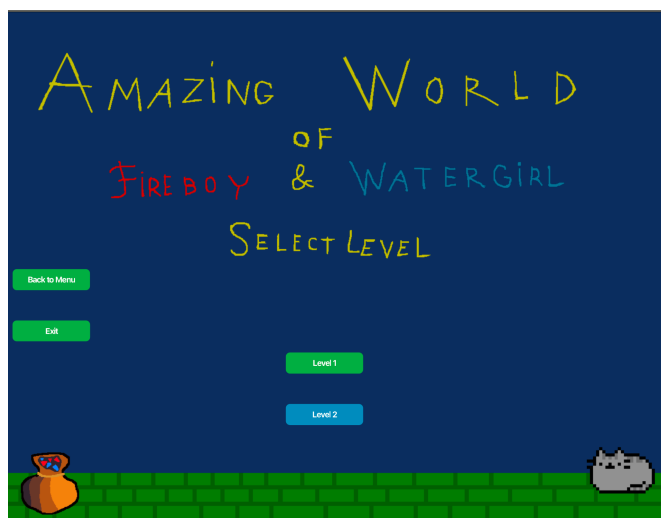 AMAZiNG WORLD
OF
FiREBOY & WATERGiRL
SELECT LEVEL
Back to Menu
Exit
Level 1
Level 2